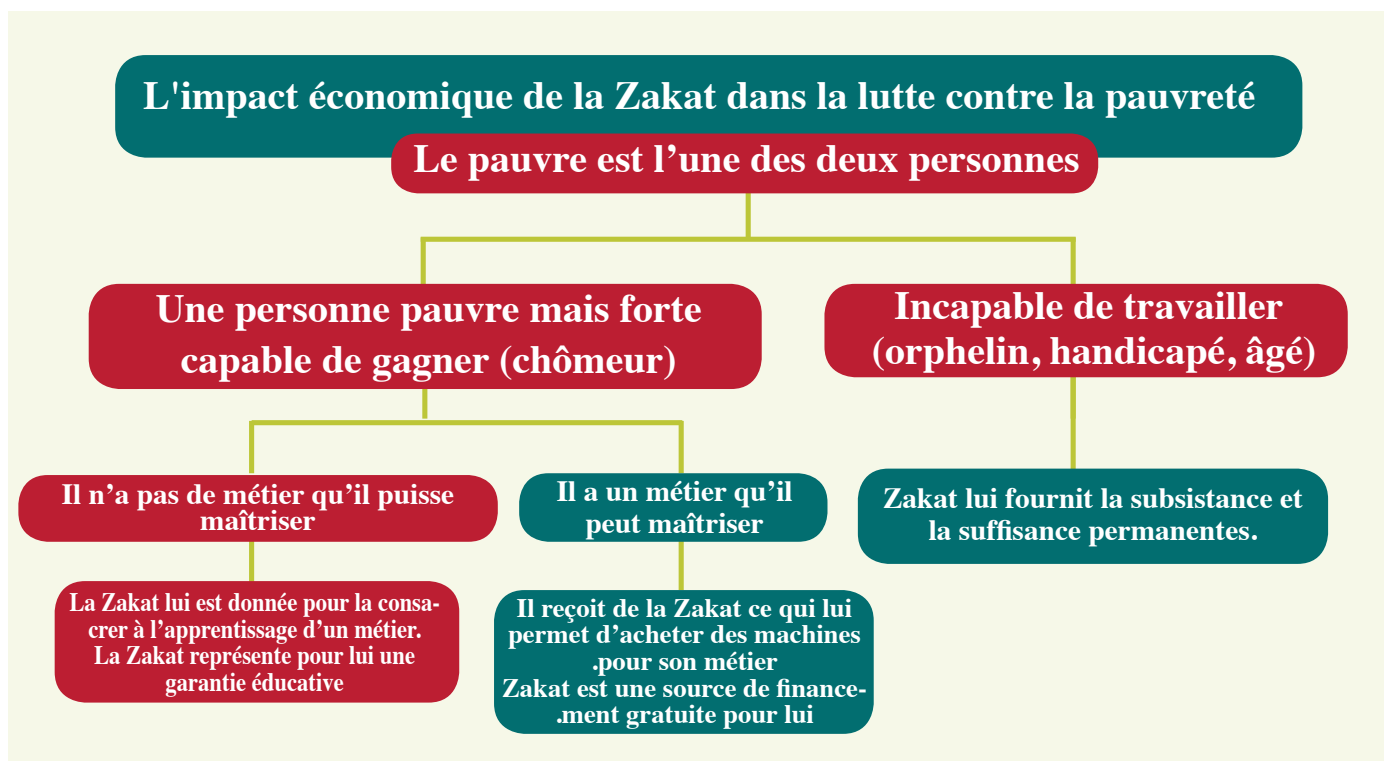 L'impact économique de la Zakat dans la lutte contre la pauvreté
Le pauvre est l’une des deux personnes
Une personne pauvre mais forte
capable de gagner (chômeur)
Incapable de travailler
(orphelin, handicapé, âgé)
Il n’a pas de métier qu’il puisse
maîtriser
Il a un métier qu’il
peut maîtriser
Zakat lui fournit la subsistance et
la suffisance permanentes.
La Zakat lui est donnée pour la consa-
crer à l’apprentissage d’un métier.
La Zakat représente pour lui une
garantie éducative
Il reçoit de la Zakat ce qui lui
permet d’acheter des machines
.pour son métier
Zakat est une source de finance-
.ment gratuite pour lui